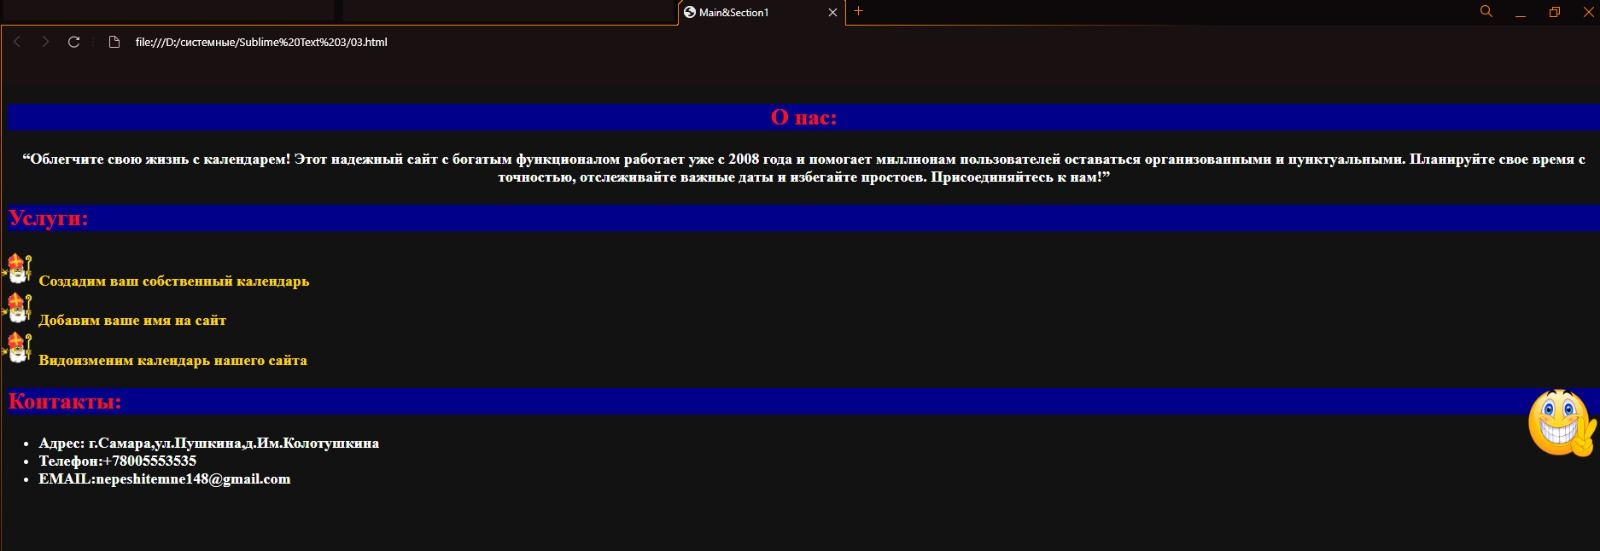 Main&Section1
file:///D:/системные/Sublime%20Text%203/03.html
О нас:
“Облегчите свою жизнь с календарем! Этот надежный сайт с богатым функционалом работает уже с 2008 года и помогает миллионам пользователей оставаться организованными и пунктуальными. Планируйте свое время с
точностью, отслеживайте важные даты и избегайте простоев. Присоединяйтесь к нам!”
Услуги:
Создадим ваш собственный календарь
Добавим ваше имя на сайт
Видоизменим календарь нашего сайта
Контакты:
Адрес: г.Самара,ул.Пушкина,д.Им.Колотушкина
Телефон:+78005553535
EMAIL:nepeshitemne148@gmail.com